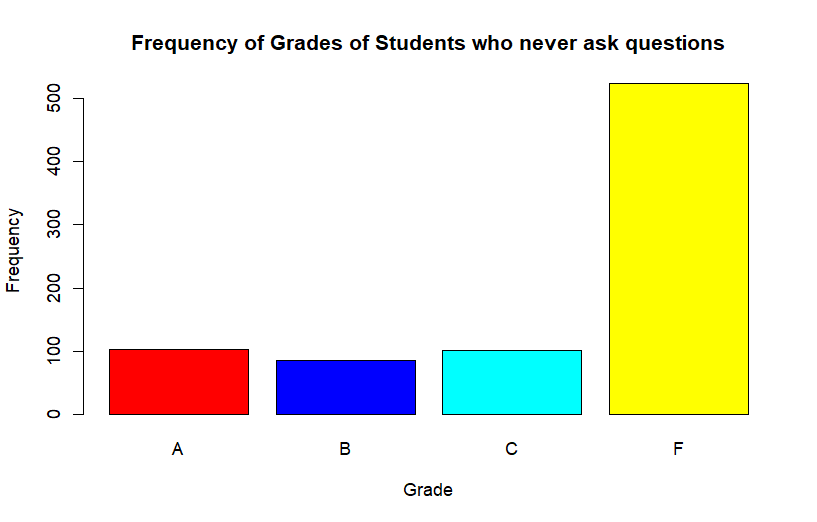 Frequency of Grades of Students who never ask questions
500
400
300
200
100
0
Frequency
A B C F
Grade